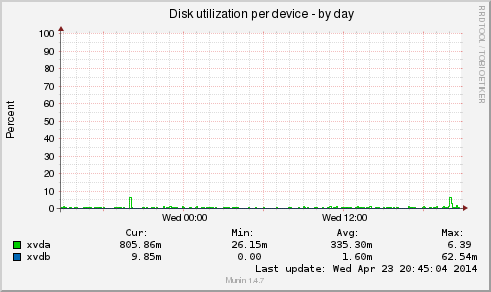 Disk utilization per device - by day
RRDTOOL / TOBI OETIKER
Percent
100
90
80
70
60
50
40
30
20
10
0
Wed 00:00 Wed 12:00
Cur: Min: Avg: Max:
xvda 805.86m 26.15m 335.30m 6.39
xvdb 9.85m 0.00 1.60m 62.54m
Last update: Wed Apr 23 20:45:04 2014
Munin 1.4.7